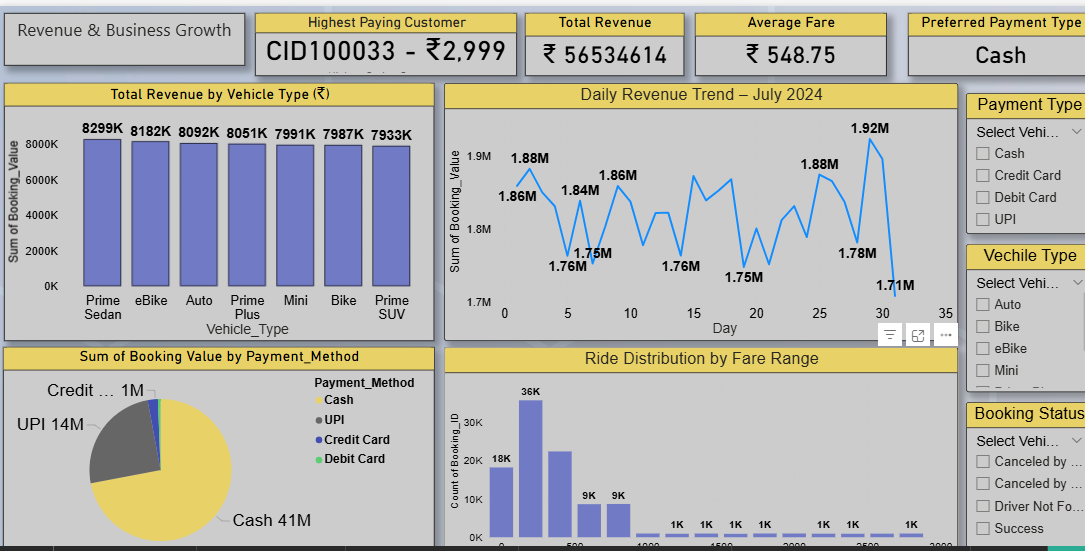 Revenue & Business Growth
Highest Paying Customer
CID100033 - ₹2,999
Total Revenue
₹ 56534614
Average Fare
₹ 548.75
Preferred Payment Type
Cash
Total Revenue by Vehicle Type (₹)
Sum of Booking_Value
8000K
6000K
4000K
2000K
0K
8299K
8182K
8092K
8051K
7991K
7987K
7933K
Prime
Sedan
eBike
Auto
Prime
Plus
Mini
Bike
Prime
SUV
Vehicle_Type
Daily Revenue Trend – July 2024
Sum of Booking_Value
1.9M
1.8M
1.7M
1.86M
1.88M
1.76M
1.84M
1.75M
1.86M
1.76M
1.75M
1.88M
1.78M
1.92M
1.71M
0
5
10
15
20
25
30
35
Day
Payment Type
Select Vehi...
Cash
Credit Card
Debit Card
UPI
Vechile Type
Select Vehi...
Auto
Bike
eBike
Mini
Sum of Booking Value by Payment_Method
Credit ... 1M
UPI 14M
Cash 41M
Payment_Method
Cash
UPI
Credit Card
Debit Card
Ride Distribution by Fare Range
Count of Booking_ID
30K
20K
10K
0K
18K
36K
9K
9K
1K
1K
1K
1K
1K
1K
1K
Booking Status
Select Vehi...
Canceled by ...
Canceled by ...
Driver Not Fo...
Success